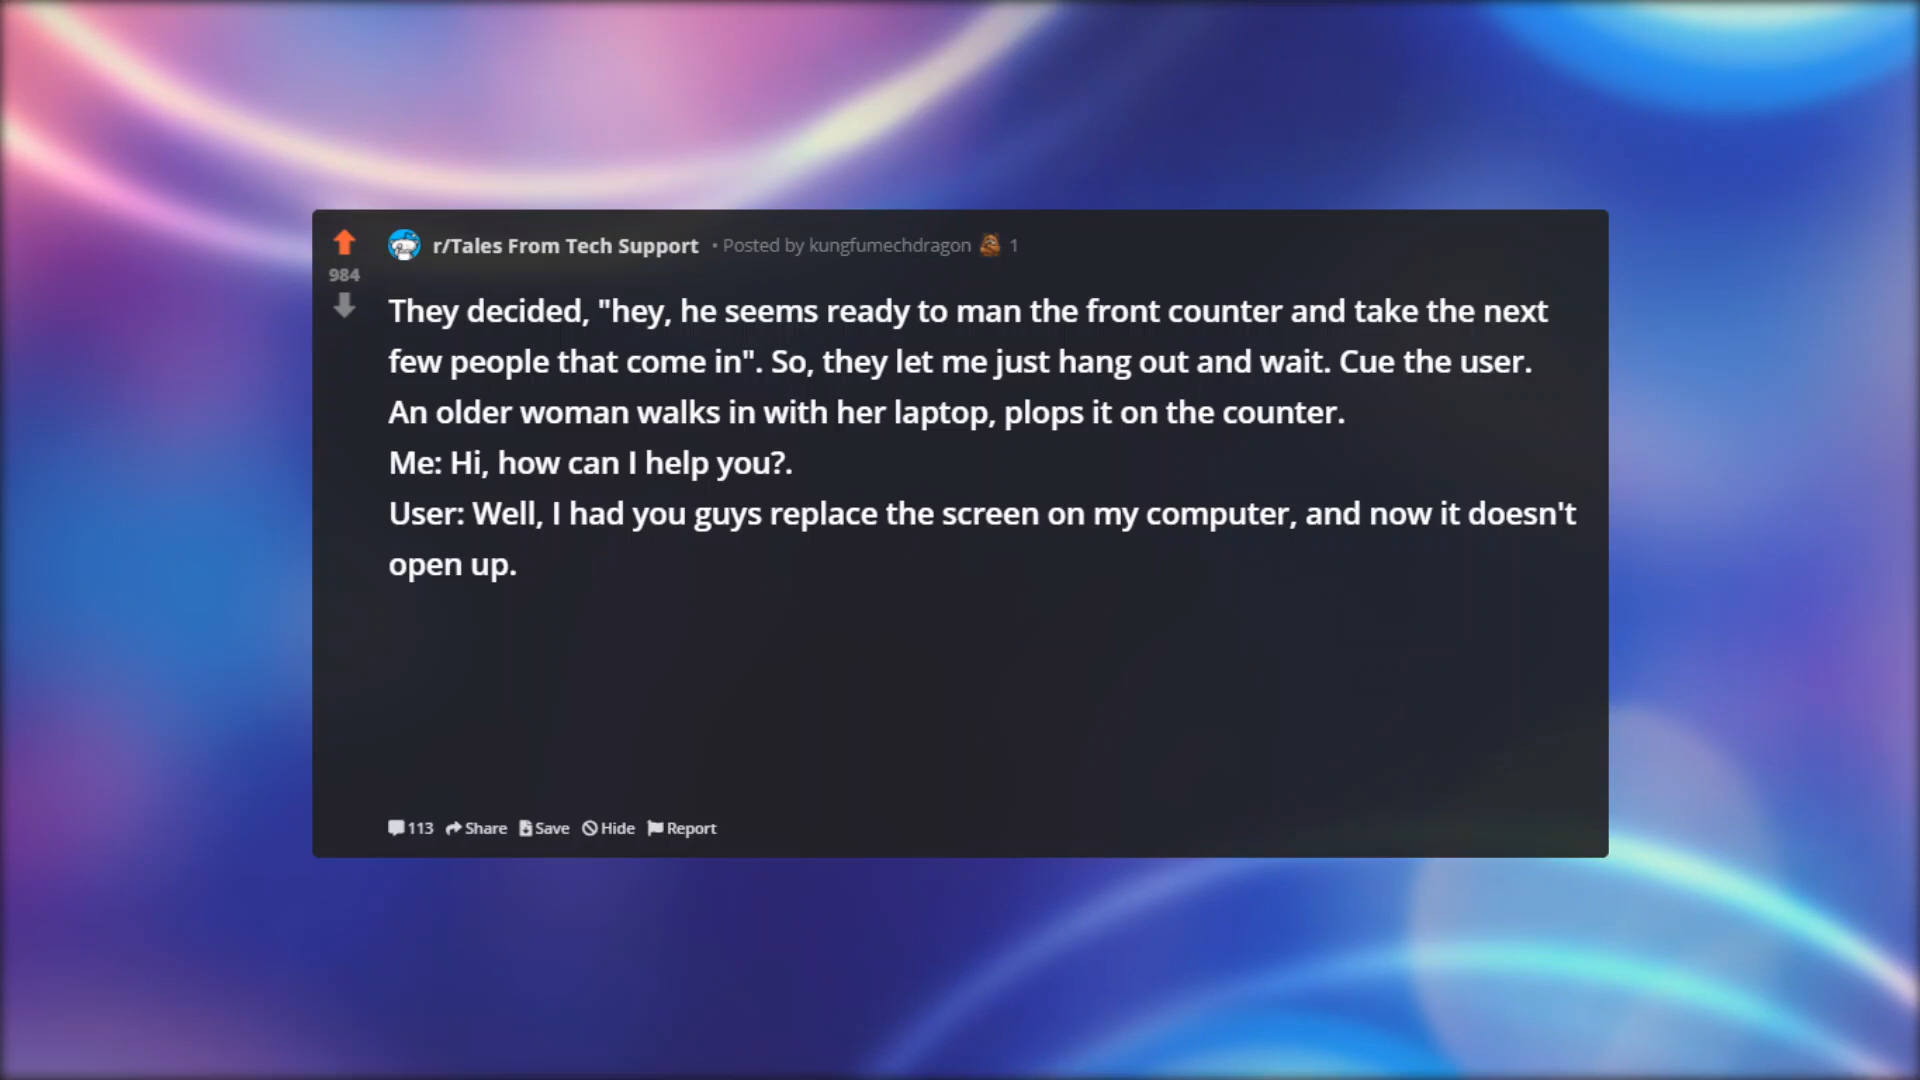 r/Tales From Tech Support • Posted by kungfumechdragon 1
984
They decided, "hey, he seems ready to man the front counter and take the next
few people that come in". So, they let me just hang out and wait. Cue the user.
An older woman walks in with her laptop, plops it on the counter.
Me: Hi, how can I help you?.
User: Well, I had you guys replace the screen on my computer, and now it doesn't
open up.
113 Share Save Hide Report